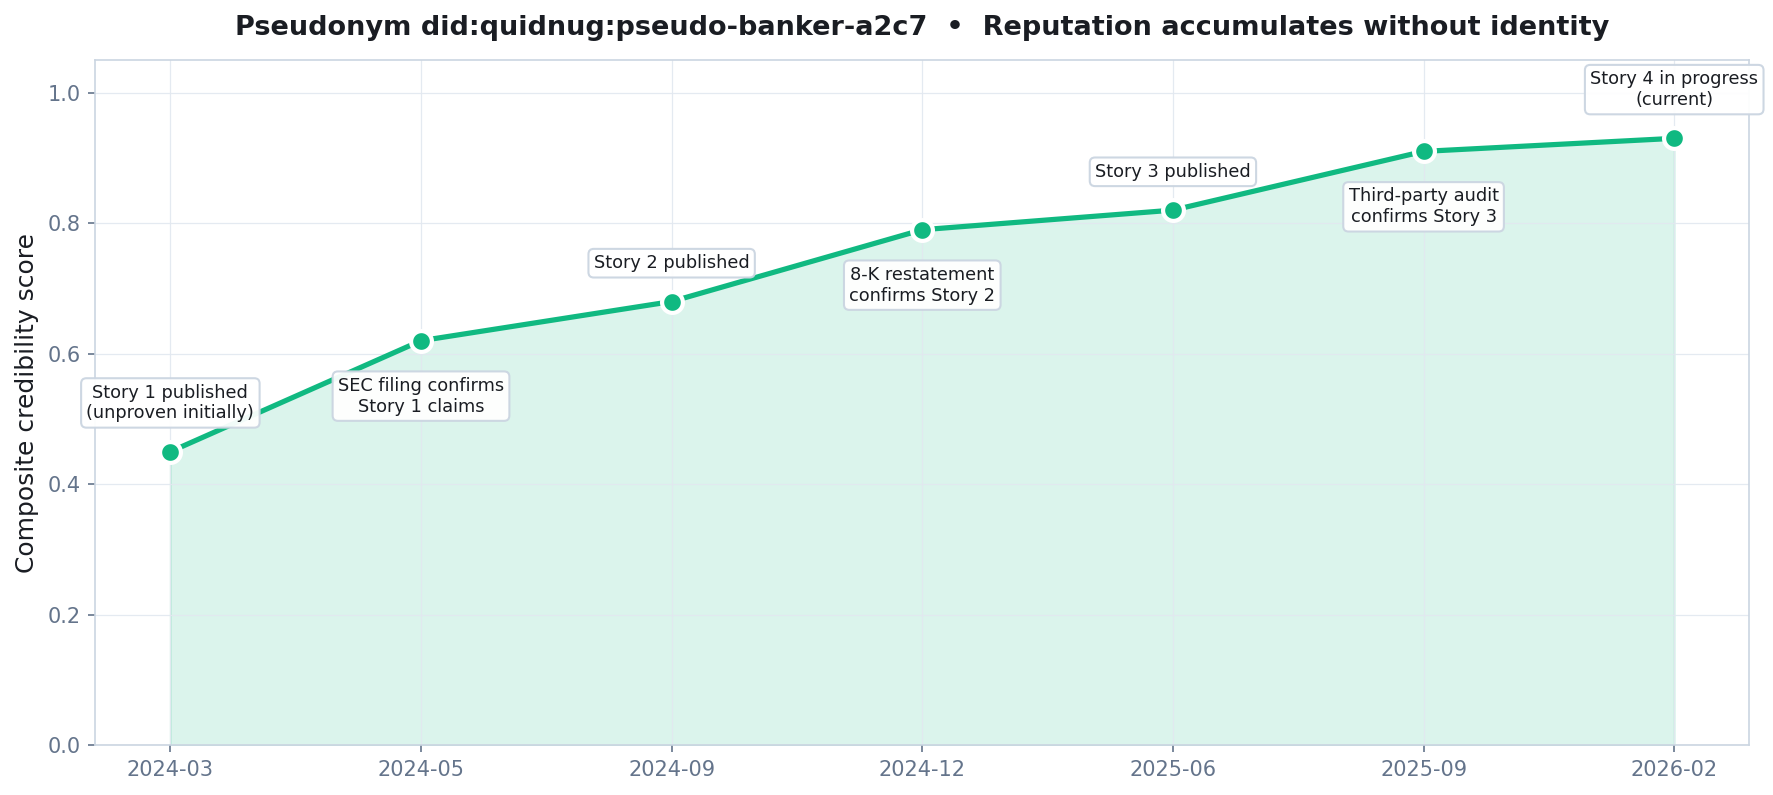 Pseudonym did:quidnug:pseudo-banker-a2c7 • Reputation accumulates without identity
Composite credibility score
1.0
0.8
0.6
0.4
0.2
0.0
Story 1 published
(unproven initially)
SEC filing confirms
Story 1 claims
Story 2 published
8-K restatement
confirms Story 2
Story 3 published
Third-party audit
confirms Story 3
Story 4 in progress
(current)
2024-03
2024-05
2024-09
2024-12
2025-06
2025-09
2026-02